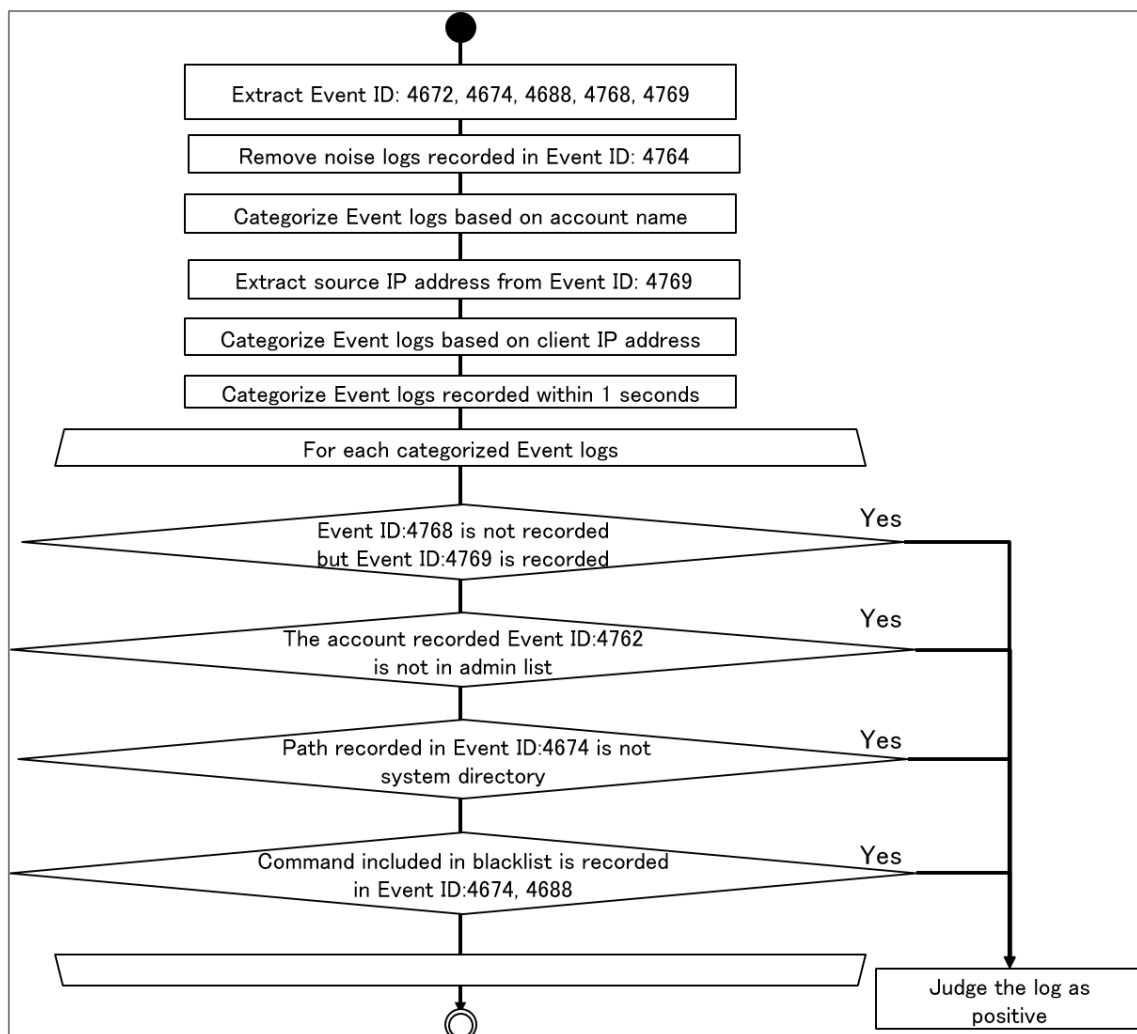 Extract Event ID: 4672, 4674, 4688, 4768, 4769
Remove noise logs recorded in Event ID: 4764
Categorize Event logs based on account name
Extract source IP address from Event ID: 4769
Categorize Event logs based on client IP address
Categorize Event logs recorded within 1 seconds
For each categorized Event logs
Event ID:4768 is not recorded
but Event ID:4769 is recorded
Yes
The account recorded Event ID:4762
is not in admin list
Yes
Path recorded in Event ID:4674 is not
system directory
Yes
Command included in blacklist is recorded
in Event ID:4674, 4688
Yes
Judge the log as
positive